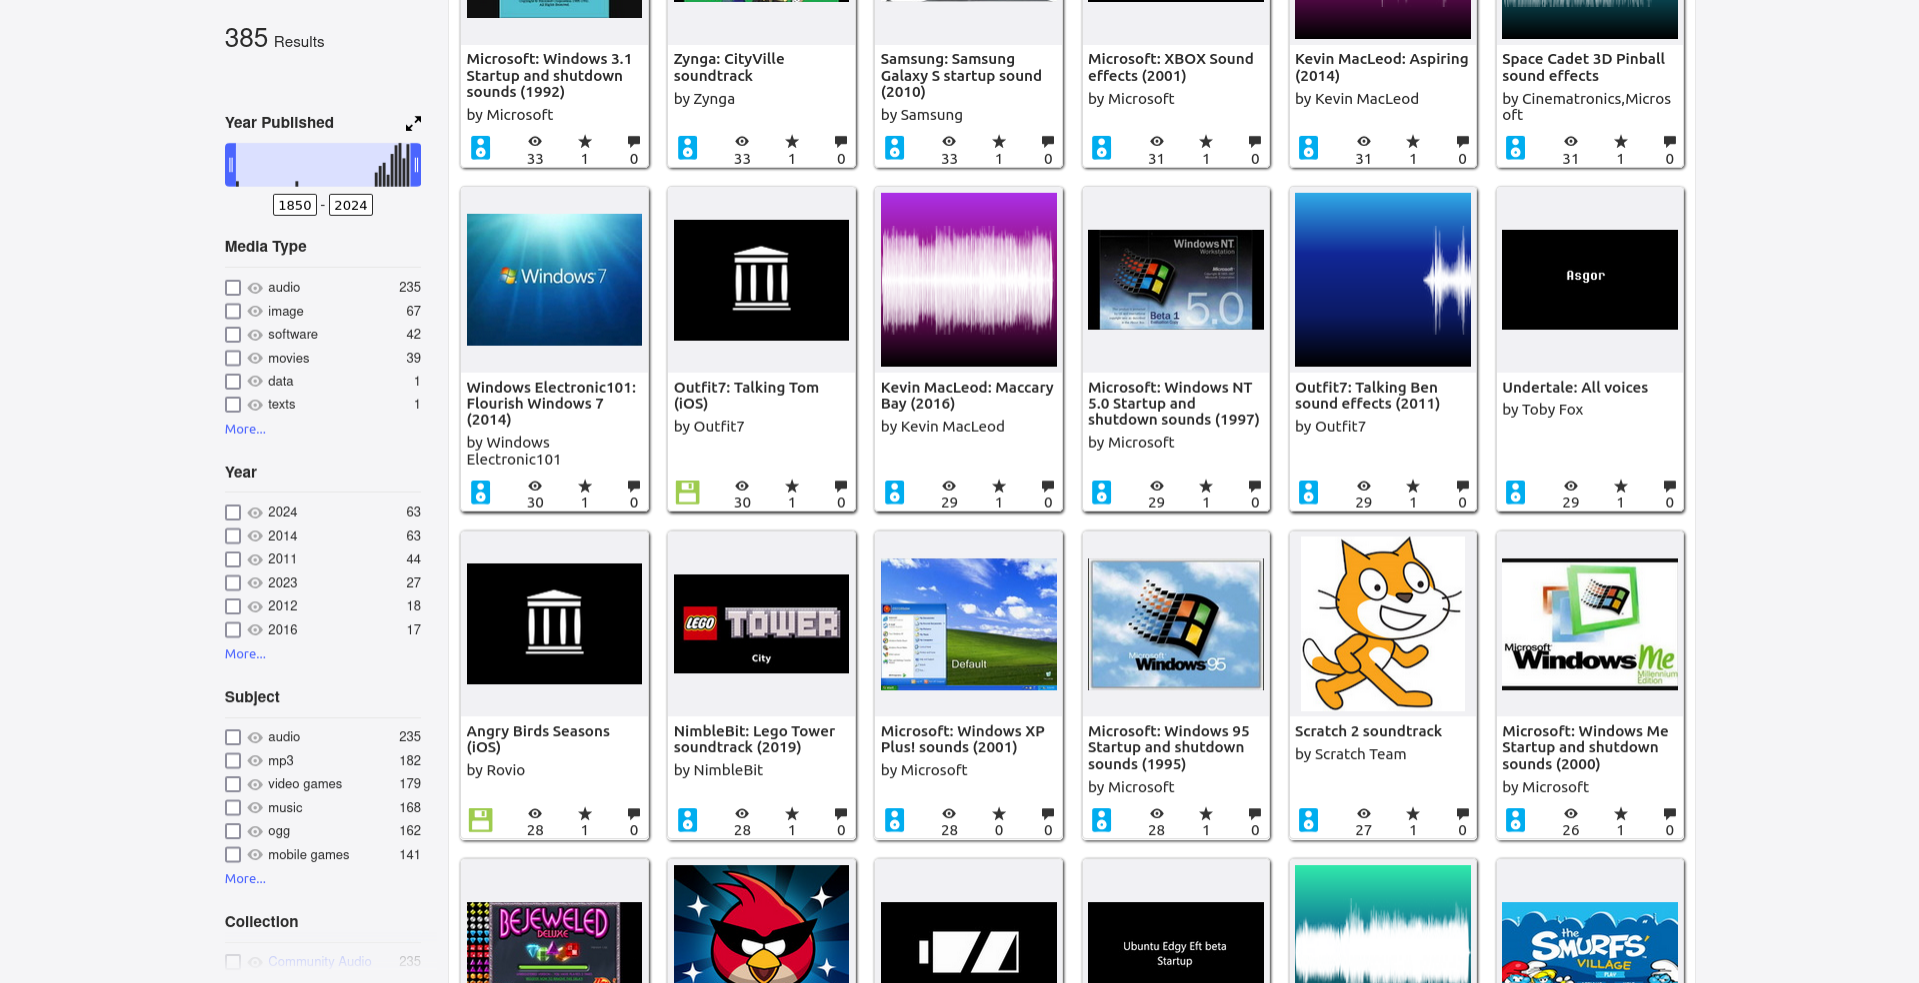 385 Results
Year Published
1850 - 2024
Media Type
audio 235
image 67
software 42
movies 39
data 1
texts 1
More...
Year
2024 63
2014 63
2011 44
2023 27
2012 18
2016 17
More...
Subject
audio 235
mp3 182
video games 179
music 168
ogg 162
mobile games 141
More...
Collection
Community Audio 235
Microsoft: Windows 3.1
Startup and shutdown
sounds (1992)
by Microsoft
33 1 0
Zynga: CityVille
soundtrack
by Zynga
33 1 0
Samsung: Samsung
Galaxy S startup sound
(2010)
by Samsung
33 1 0
Microsoft: XBOX Sound
effects (2001)
by Microsoft
31 1 0
Kevin MacLeod: Aspiring
(2014)
by Kevin MacLeod
31 1 0
Space Cadet 3D Pinball
sound effects
by Cinematronics,Micros
oft
31 1 0
Windows 7
Windows Electronic101:
Flourish Windows 7
(2014)
by Windows
Electronic101
30 1 0
Outfit7: Talking Tom
(iOS)
by Outfit7
30 1 0
Kevin MacLeod: Maccary
Bay (2016)
by Kevin MacLeod
29 1 0
Windows NT
Workstation
Microsoft
5.0
Beta 1
Microsoft: Windows NT
5.0 Startup and
shutdown sounds (1997)
by Microsoft
29 1 0
Outfit7: Talking Ben
sound effects (2011)
by Outfit7
29 1 0
Asgor
Undertale: All voices
by Toby Fox
29 1 0
Angry Birds Seasons
(iOS)
by Rovio
28 1 0
LEGO TOWER
City
NimbleBit: Lego Tower
soundtrack (2019)
by NimbleBit
28 1 0
Default
Microsoft: Windows XP
Plus! sounds (2001)
by Microsoft
28 0 0
Microsoft
Windows 95
Microsoft: Windows 95
Startup and shutdown
sounds (1995)
by Microsoft
28 1 0
Scratch 2 soundtrack
by Scratch Team
27 1 0
Microsoft
Windows Me
Millennium
Edition
Microsoft: Windows Me
Startup and shutdown
sounds (2000)
by Microsoft
26 1 0
BEJEWELED
DELUXE
Ubuntu Edgy Eft beta
Startup
the
SMURFS'
VILLAGE
PLAY